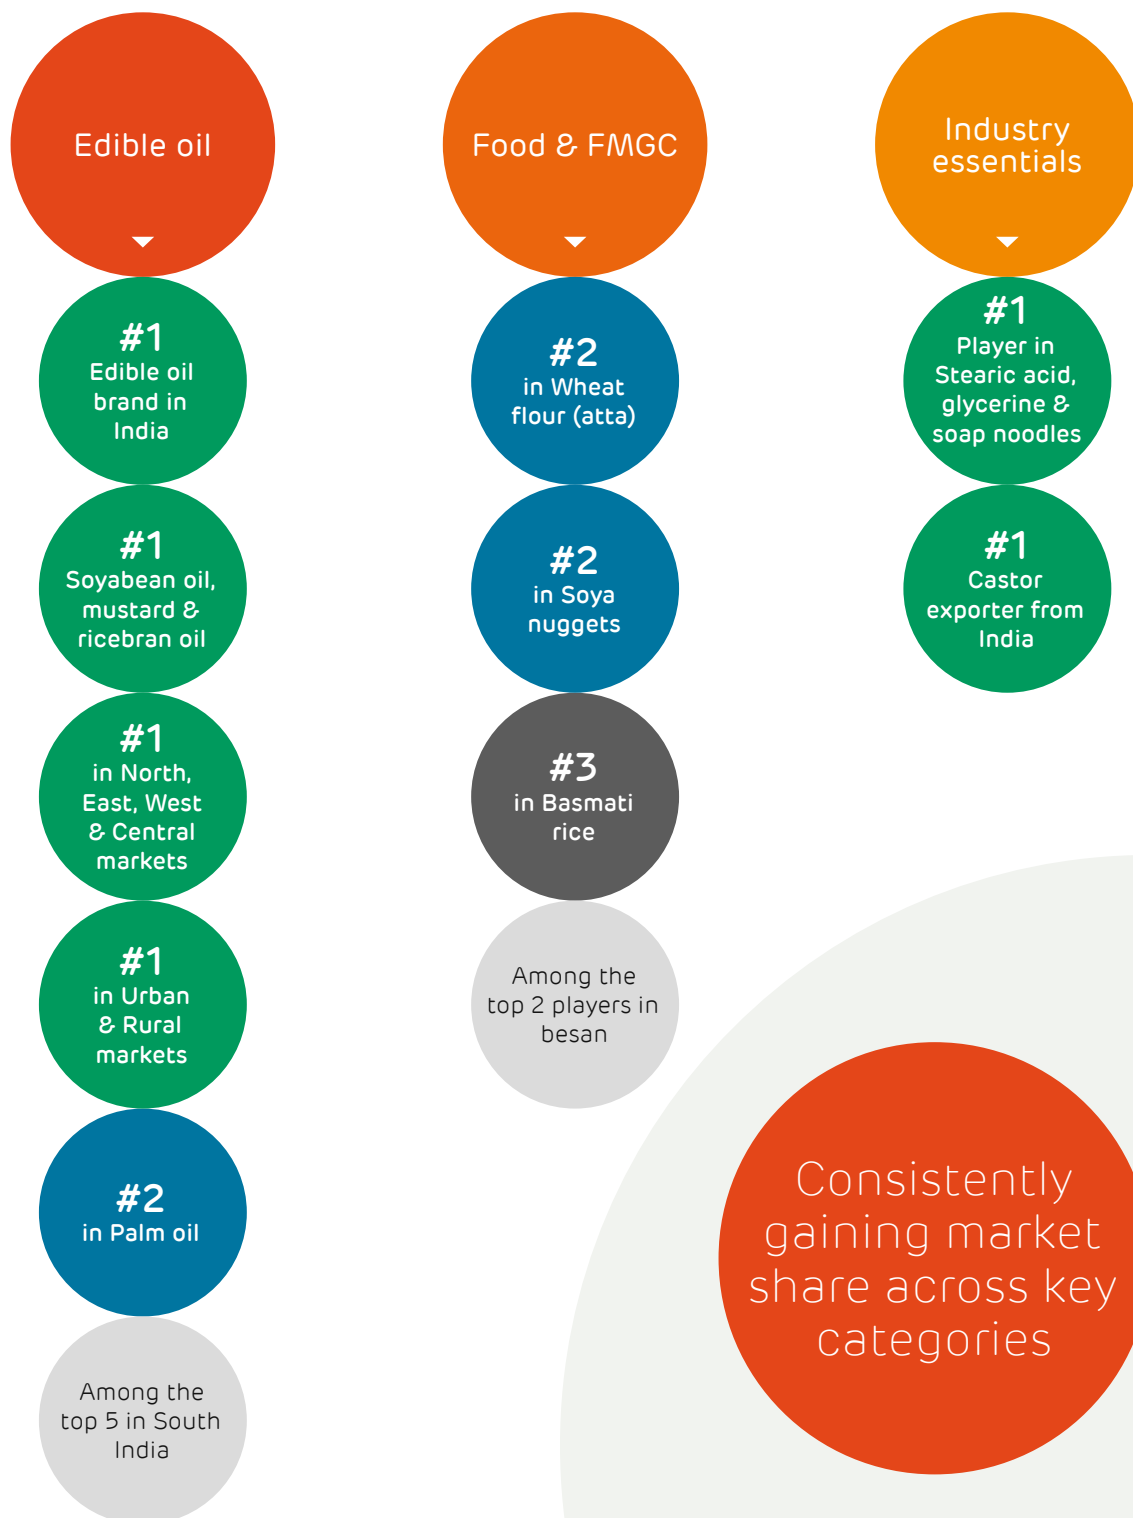 Edible oil
#1
Edible oil
brand in
India
#1
Soyabean oil,
mustard &
ricebran oil
#1
in North,
East, West
& Central
markets
#1
in Urban
& Rural
markets
#2
in Palm oil
Among the
top 5 in South
India
Food & FMGC
#2
in Wheat
flour (atta)
#2
in Soya
nuggets
#3
in Basmati
rice
Among the
top 2 players in
besan
Industry
essentials
#1
Player in
Stearic acid,
glycerine &
soap noodles
#1
Castor
exporter from
India
Consistently
gaining market
share across key
categories